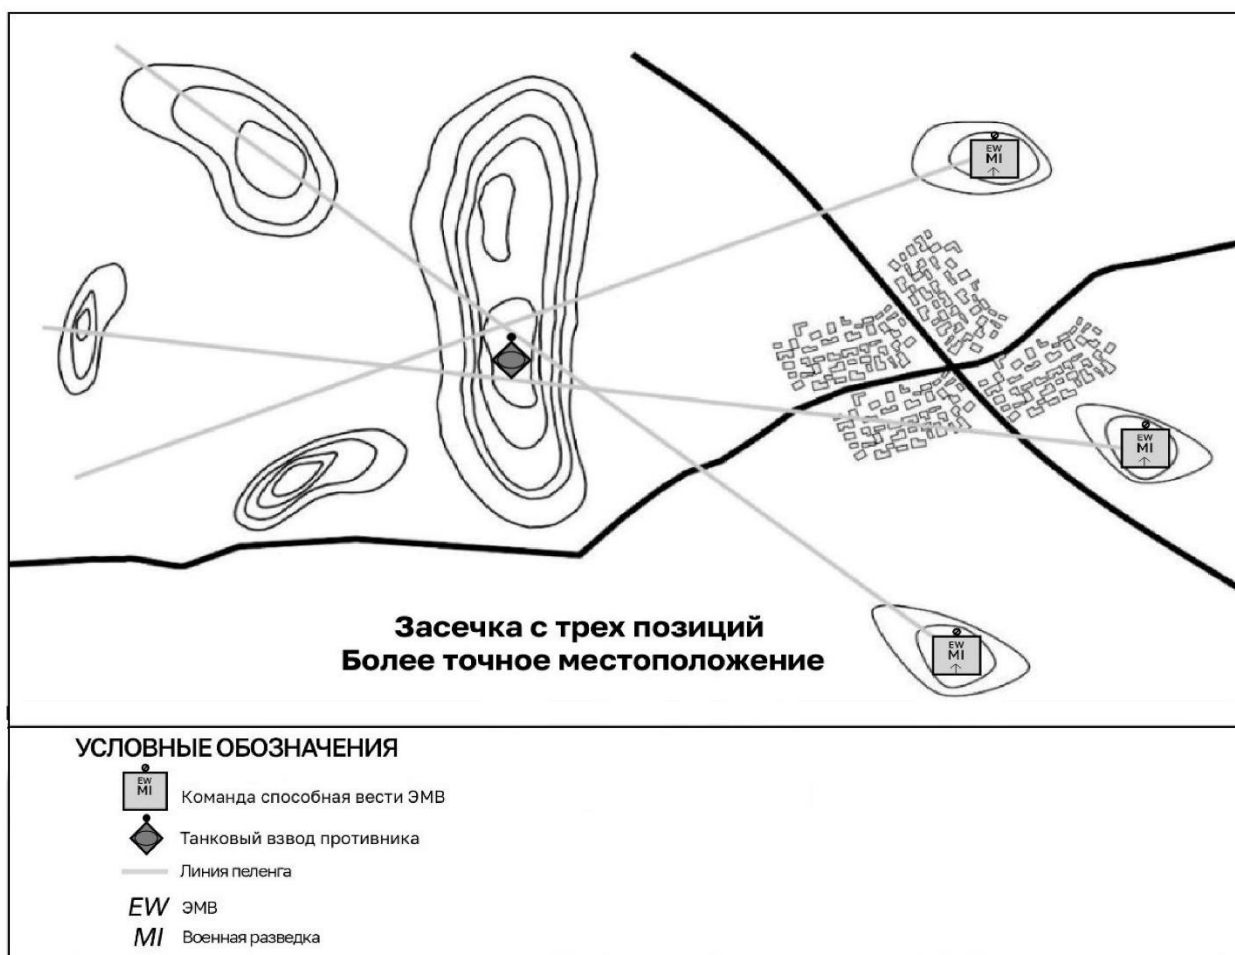 EW
MI
EW
MI
EW
MI
Засечка с трех позиций
Более точное местоположение
УСЛОВНЫЕ ОБОЗНАЧЕНИЯ
EW
MI
Команда способная вести ЭМВ
Танковый взвод противника
Линия пеленга
EW ЭМВ
MI Военная разведка